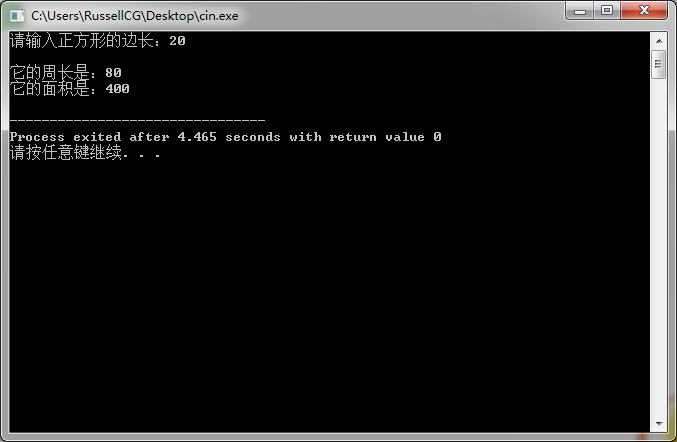 C:\Users\RussellCG\Desktop\cin.exe
请输入正方形的边长：20
它的周长是：80
它的面积是：400
--------------------------------
Process exited after 4.465 seconds with return value 0
请按任意键继续. . .